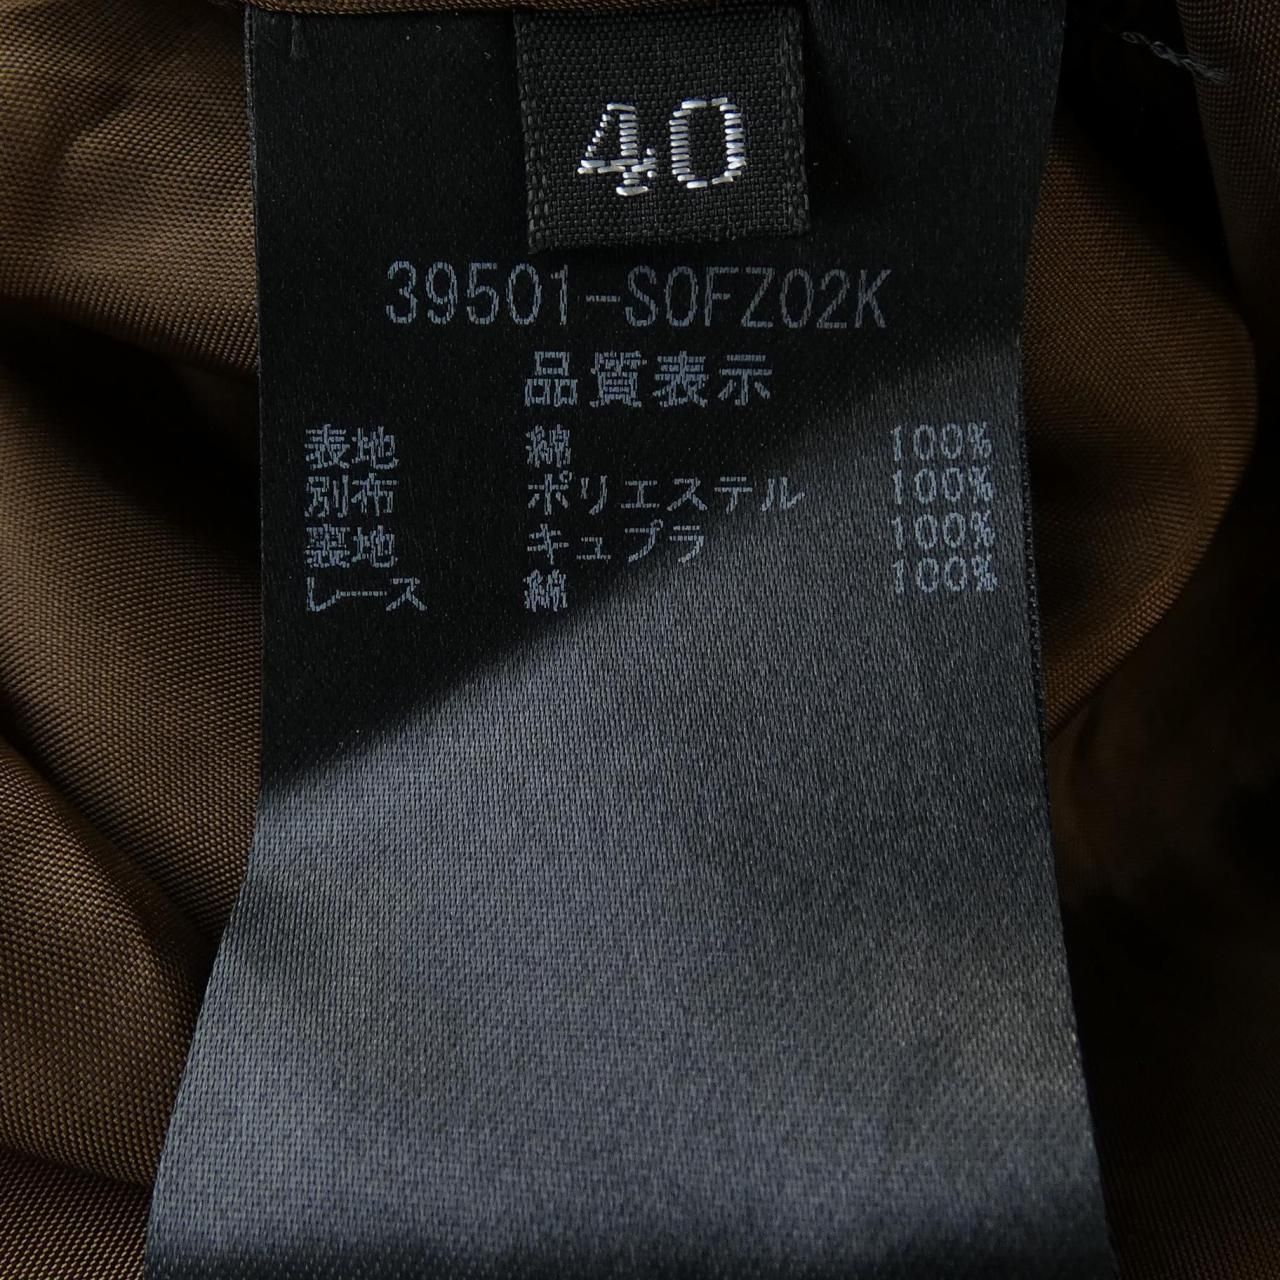 40
39501-S0FZ02K
品質表示
表地 綿 100%
別布 ポリエステル 100%
裏地 キュプラ 100%
レース 綿 100%